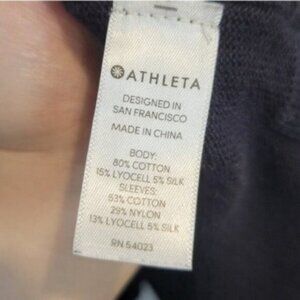 ATHLETA
DESIGNED IN
SAN FRANCISCO
MADE IN CHINA
BODY:
80% COTTON
15% LYOCELL 5% SILK
SLEEVES:
53% COTTON
29% NYLON
13% LYOCELL 5% SILK
RN 54023